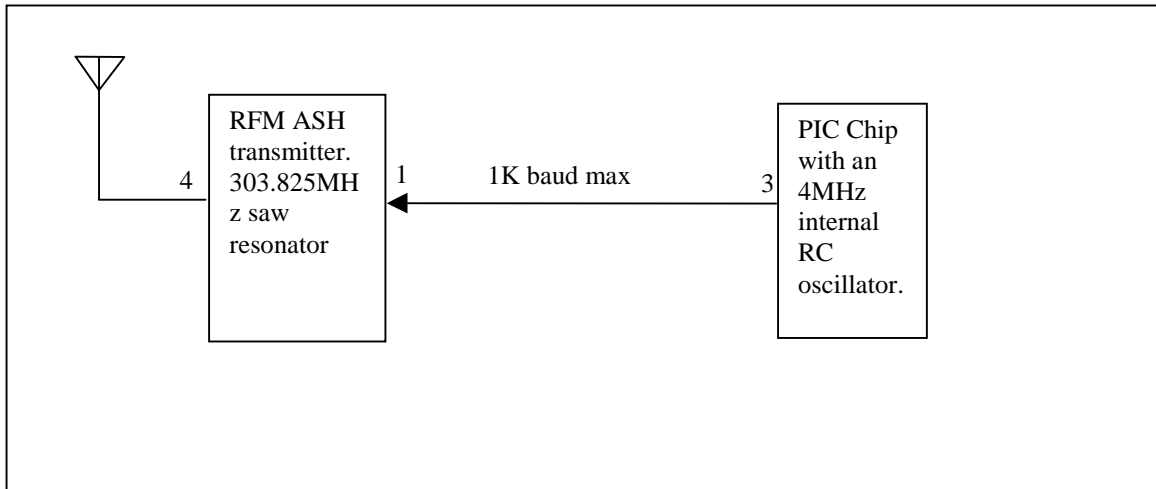 RFM ASH
transmitter.
303.825MH
z saw
resonator
4
1
1K baud max
3
PIC Chip
with an
4MHz
internal
RC
oscillator.